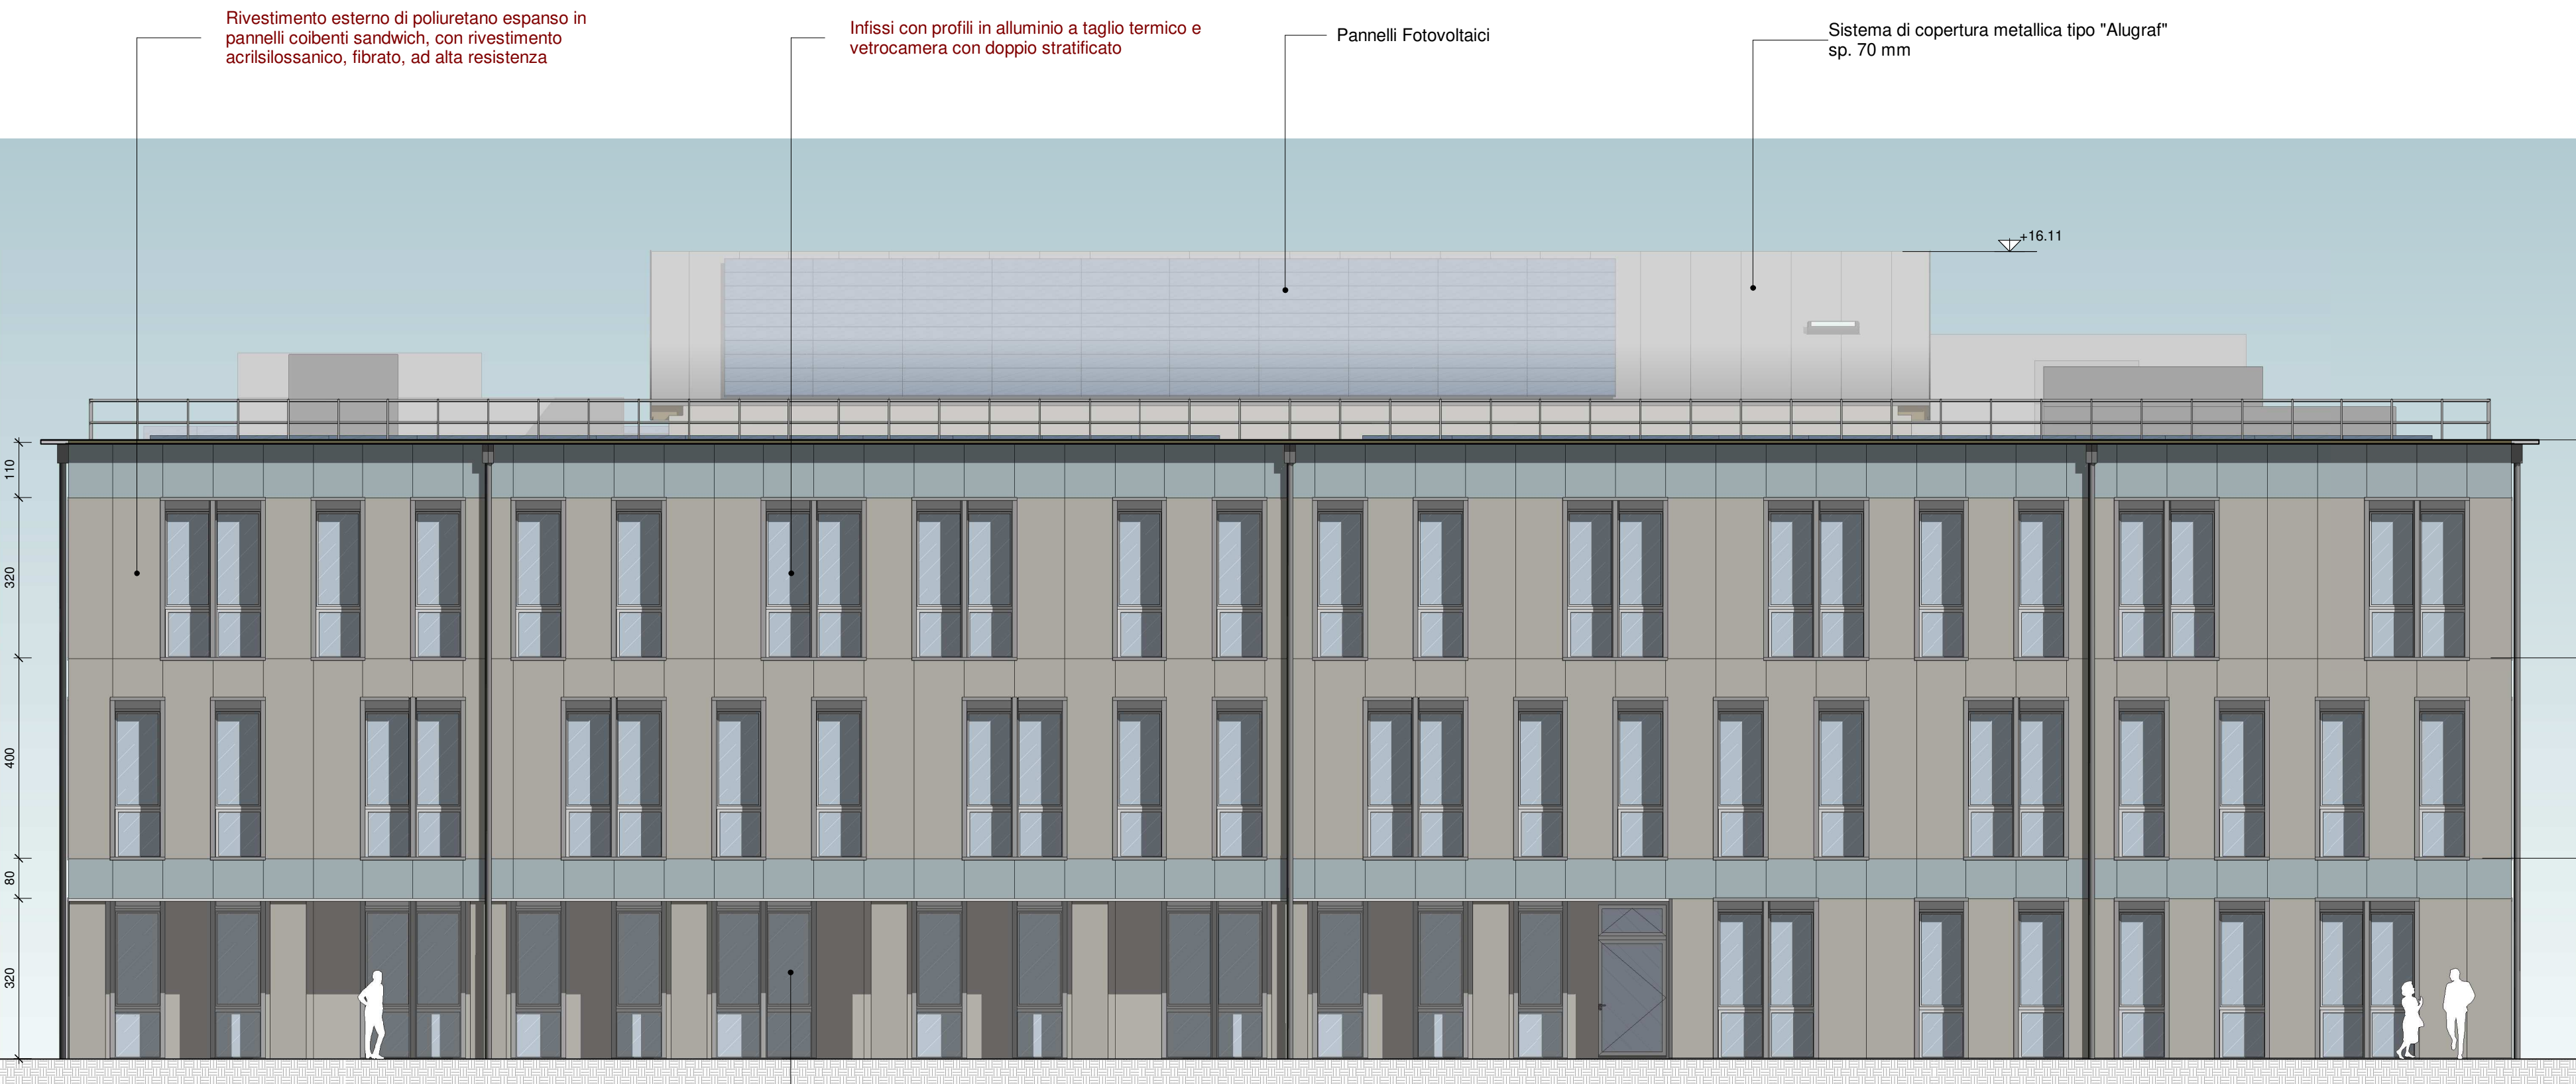 Rivestimento esterno di poliuretano espanso in
pannelli coibenti sandwich, con rivestimento
acrilsilossanico, fibrato, ad alta resistenza
Infissi con profili in alluminio a taglio termico e
vetrocamera con doppio stratificato
Pannelli Fotovoltaici
Sistema di copertura metallica tipo "Alugraf"
sp. 70 mm
+16.11
110
320
400
80
320